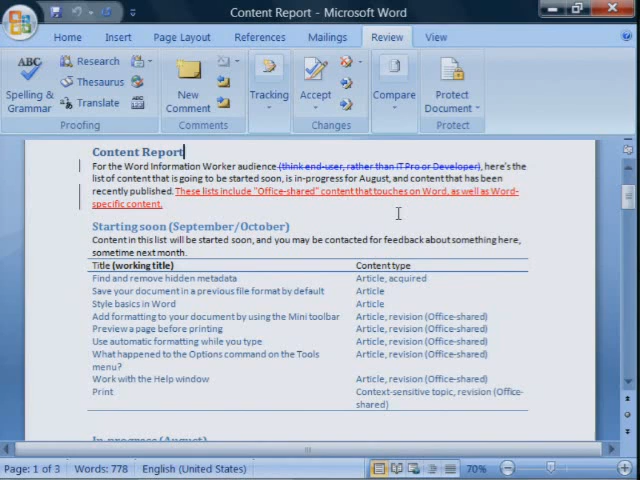 Content Report - Microsoft Word
Home Insert Page Layout References Mailings Review View
ABC Research
Thesaurus
Translate
Spelling & Grammar
Proofing
New Comment
Comments
Tracking
Accept
Changes
Compare
Protect Document
Protect
Content Report
For the Word Information Worker audience (think end-user, rather than IT Pro or Developer), here's the
list of content that is going to be started soon, is in-progress for August, and content that has been
recently published. These lists include "Office-shared" content that touches on Word, as well as Word-
specific content.
Starting soon (September/October)
Content in this list will be started soon, and you may be contacted for feedback about something here,
sometime next month.
Title (working title) Content type
Find and remove hidden metadata Article, acquired
Save your document in a previous file format by default Article
Style basics in Word Article
Add formatting to your document by using the Mini toolbar Article, revision (Office-shared)
Preview a page before printing Article, revision (Office-shared)
Use automatic formatting while you type Article, revision (Office-shared)
What happened to the Options command on the Tools Article, revision (Office-shared)
menu?
Work with the Help window Article, revision (Office-shared)
Print Context-sensitive topic, revision (Office-
shared)
In-progress (August)
Page: 1 of 3 Words: 778 English (United States) 70%